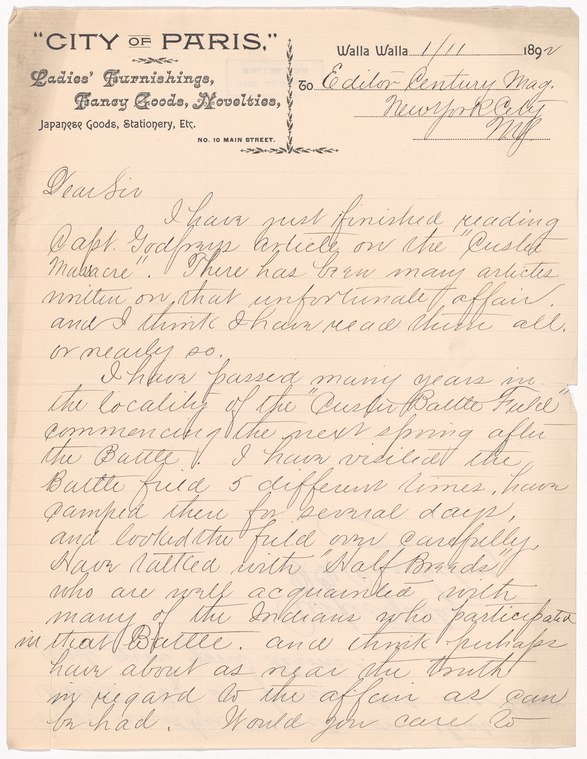 "CITY OF PARIS,"
Ladies' Furnishings,
Fancy Goods, Novelties,
Japanese Goods, Stationery, Etc.
NO. 10 MAIN STREET.
Walla Walla 1/11 1892
To Editor Century Mag.
New York City
NY
Dear Sir
I have just finished reading
Capt. Godfreys article on the "Custer
Massacre". There has been many articles
written on that unfortunate affair.
and I think I have read them all.
or nearly so.
I have passed many years in
the locality of the "Custer Battle Field"
commencing the next spring after
the Battle. I have visited the
Battle field 5 different times, have
camped there for several days,
and looked the field over carefully,
Have talked with "Half Breeds"
who are well acquainted with
many of the Indians who participated
in that Battle. and think perhaps
have about as near the truth
in regard to the affair as can
be had. Would you care to